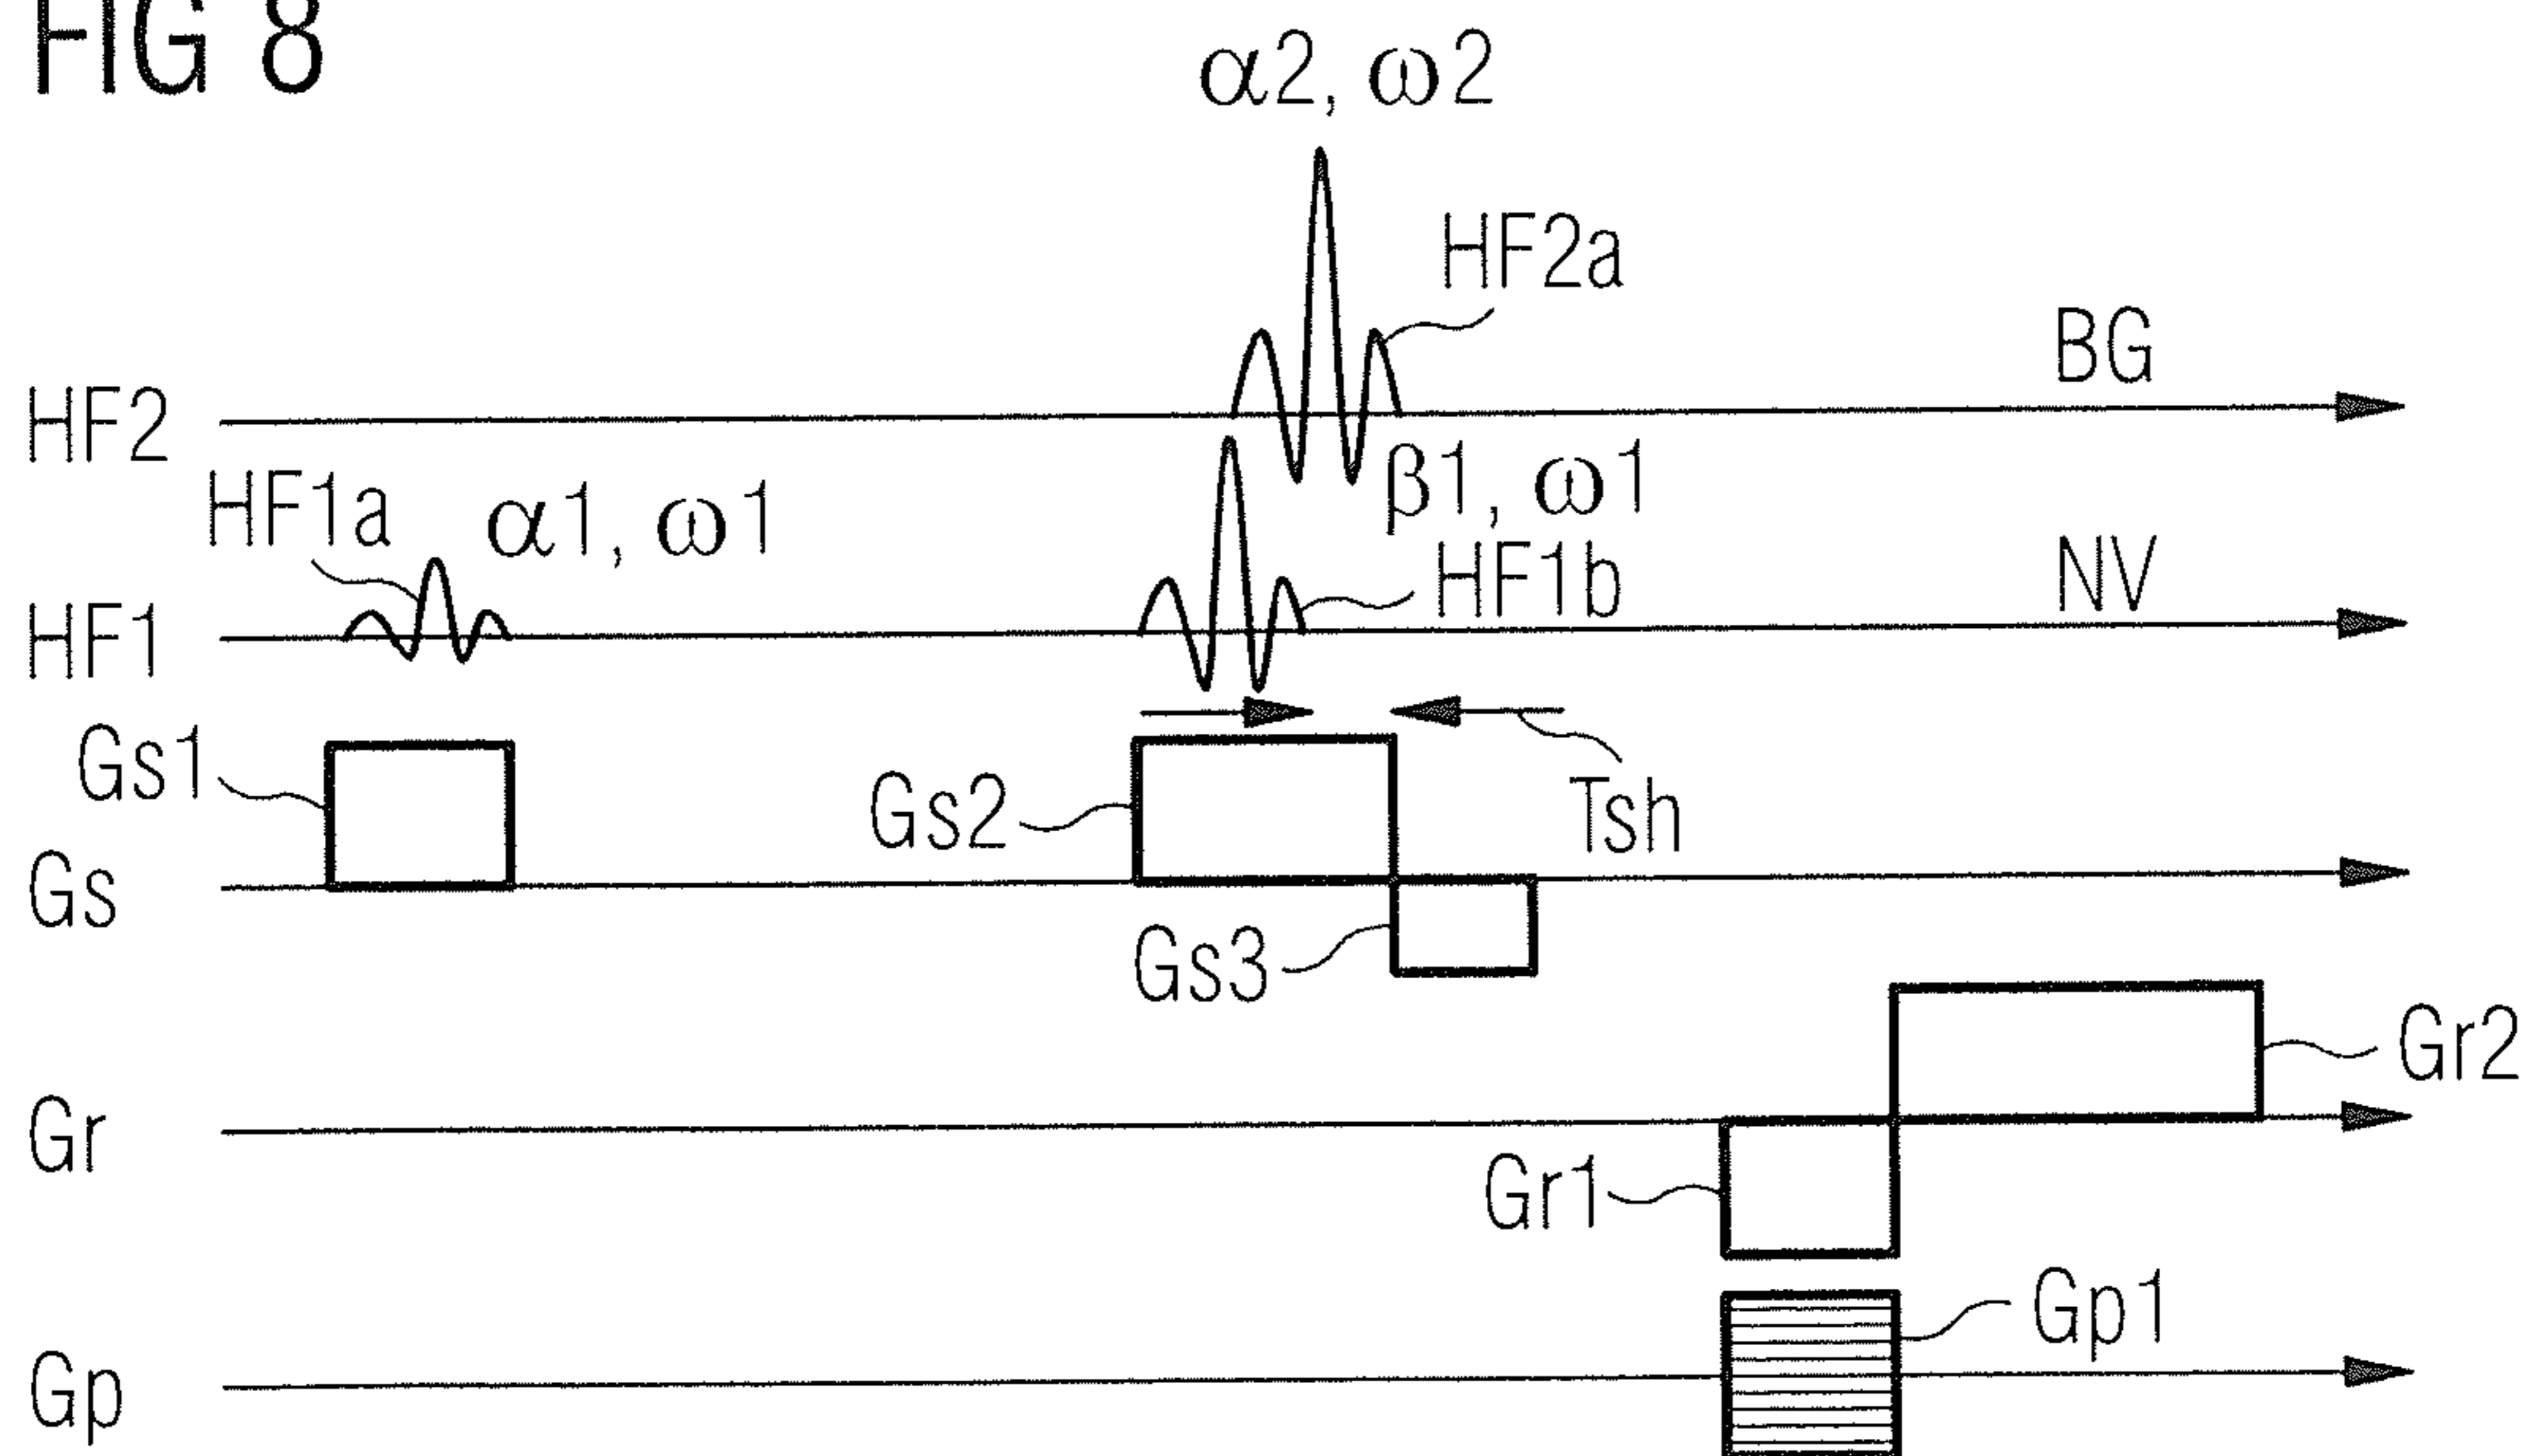 FIG 8
α2, ω2
HF2a
BG
HF2
HF1a
α1, ω1
β1, ω1
HF1b
NV
HF1
Gs1
Gs2
Tsh
Gs
Gs3
Gr2
Gr
Gr1
Gp1
Gp